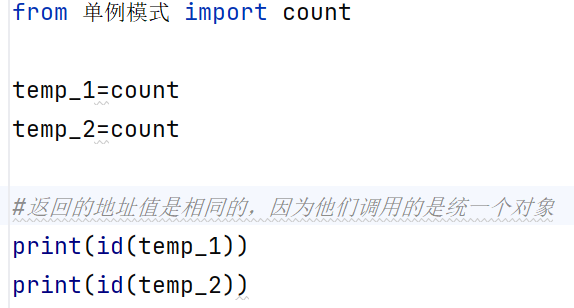 from 单例模式 import count
temp_1=count
temp_2=count
#返回的地址值是相同的，因为他们调用的是统一个对象
print(id(temp_1))
print(id(temp_2))